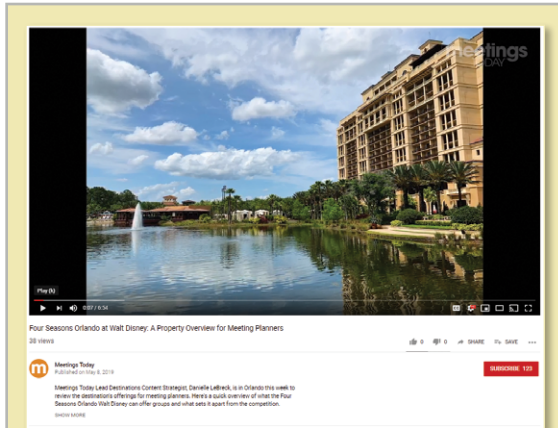 meetings
TODAY
Play (k)
0:07 / 6:34
Four Seasons Orlando at Walt Disney: A Property Overview for Meeting Planners
38 views
0
0
SHARE
SAVE
m
Meetings Today
Published on May 8, 2019
SUBSCRIBE 123
Meetings Today Lead Destinations Content Strategist, Danielle LeBreck, is in Orlando this week to
review the destinations offerings for meeting planners. Here's a quick overview of what the Four
Seasons Orlando Walt Disney can offer groups and what sets it apart from the competition.
SHOW MORE